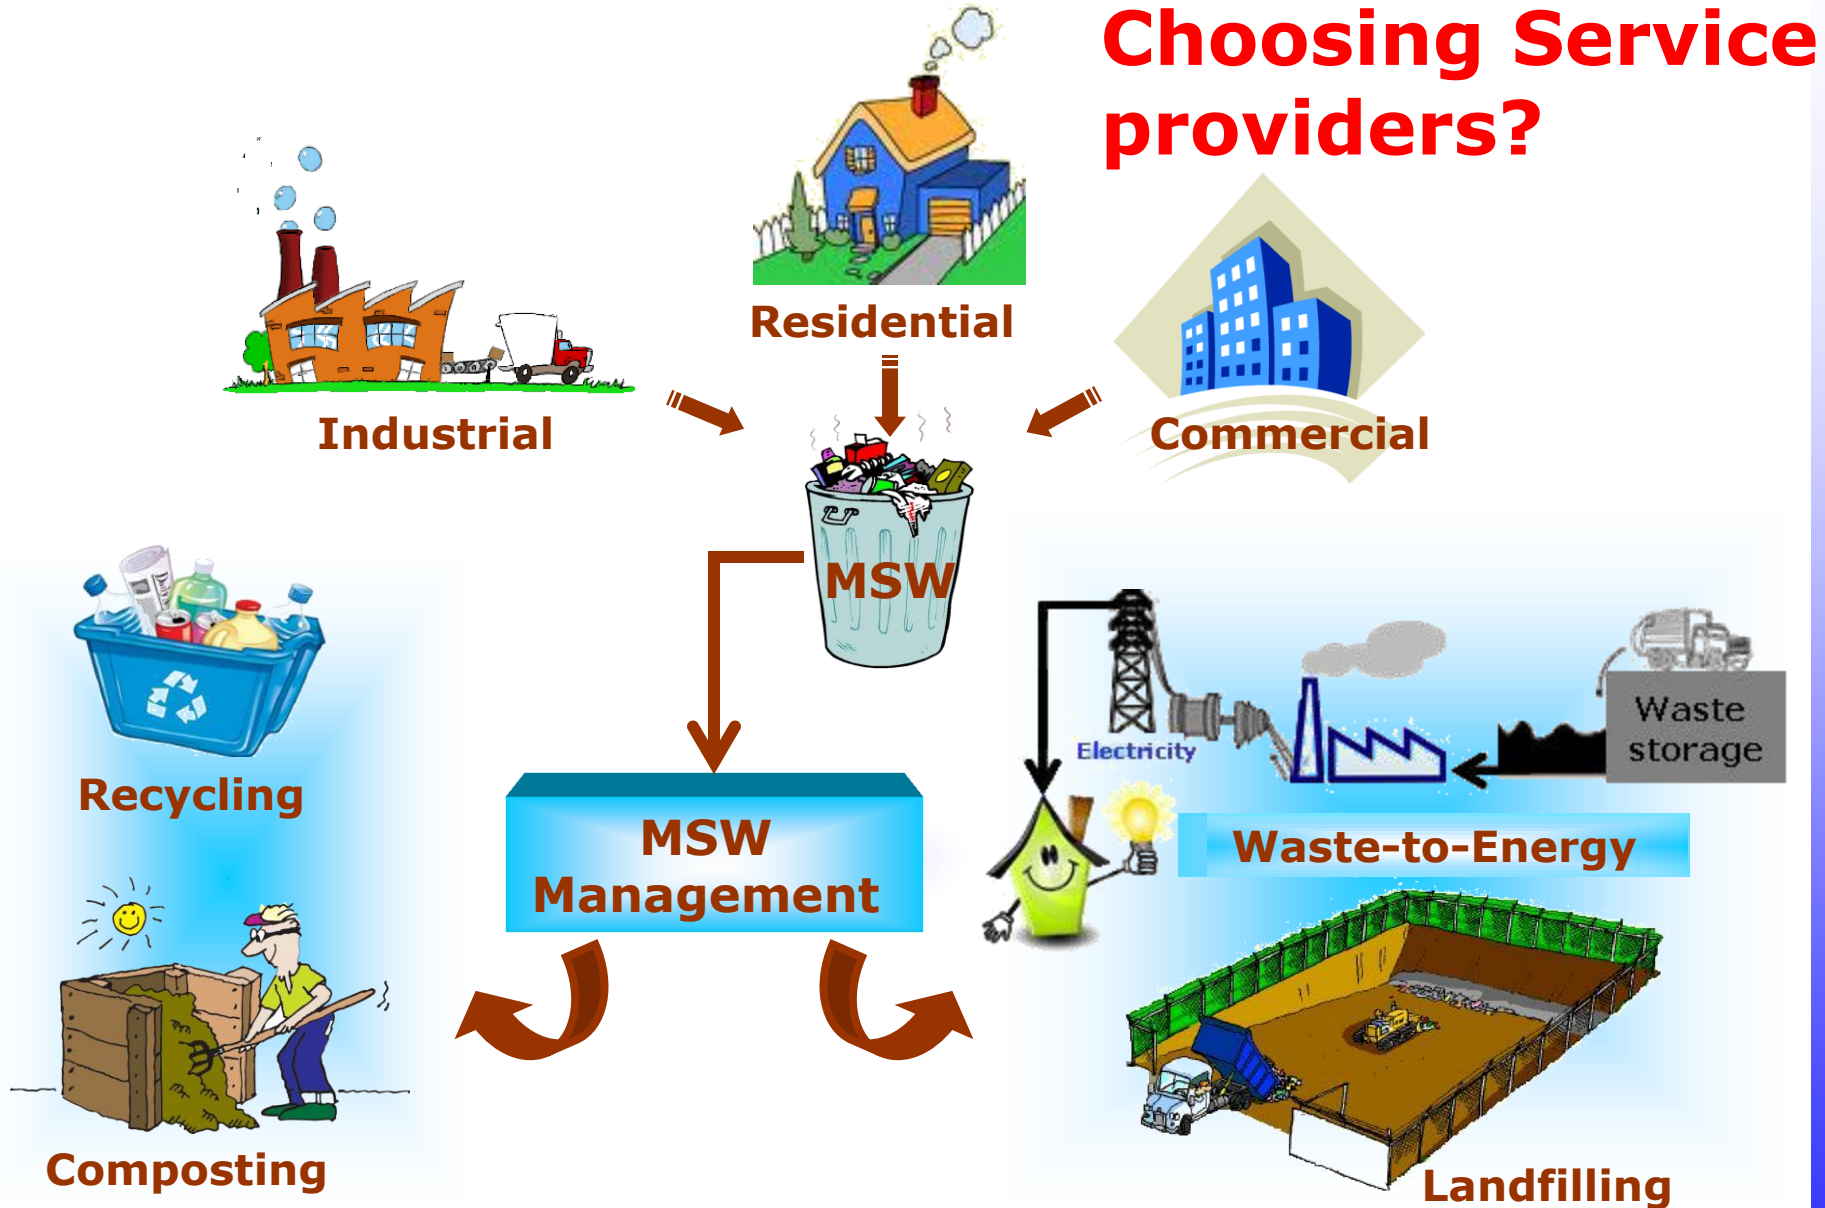 Choosing Service
providers?
Residential
Industrial
Commercial
MSW
Recycling
Composting
MSW
Management
Electricity
Waste
storage
Waste-to-Energy
Landfilling